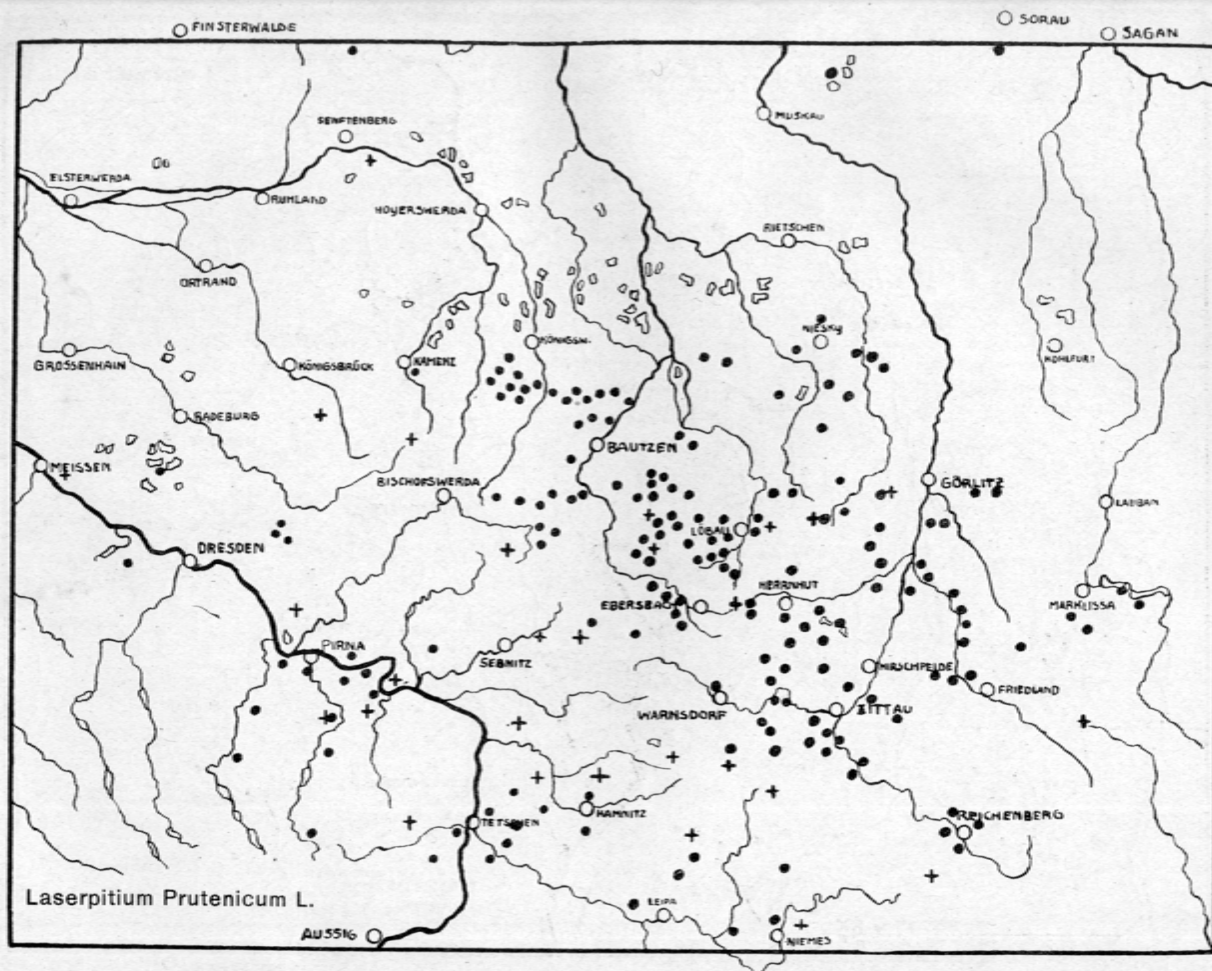 FINSTERWALDE
SORAU
SAGAN
MUSKAU
SENFTENBERG
ELSTERWERDA
RUHLAND
HOYERSWERDA
RIETSCHEN
ORTRAND
NIESKY
KÖNIGSW.
KOHLFURT
GROSSENHAIN
KÖNIGSBRÜCK
KAMENZ
RADEBURG
BAUTZEN
MEISSEN
BISCHOFSWERDA
GÖRLITZ
LAUBAN
LÖBAU
DRESDEN
HERRNHUT
MARKLISSA
EBERSBACH
PIRNA
SEBNITZ
HIRSCHFELDE
FRIEDLAND
WARNSDORF
ZITTAU
KAMNITZ
TETSCHEN
REICHENBERG
Laserpitium Prutenicum L.
LEIPA
AUSSIG
NIEMES